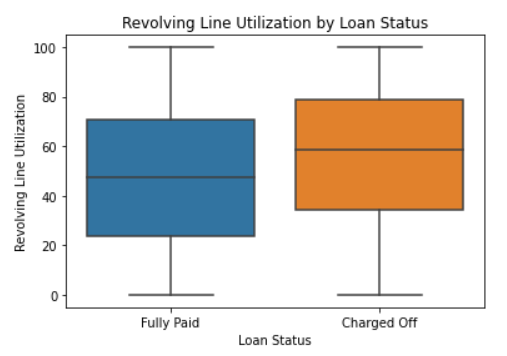 Revolving Line Utilization by Loan Status
100
80
60
40
20
0
Revolving Line Utilization
Fully Paid
Charged Off
Loan Status